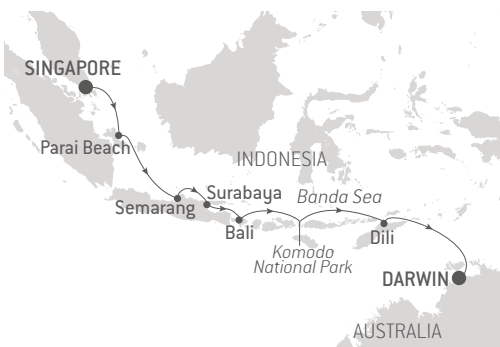 SINGAPORE
Parai Beach
INDONESIA
Surabaya
Banda Sea
Semarang
Bali
Dili
Komodo
National Park
DARWIN
AUSTRALIA